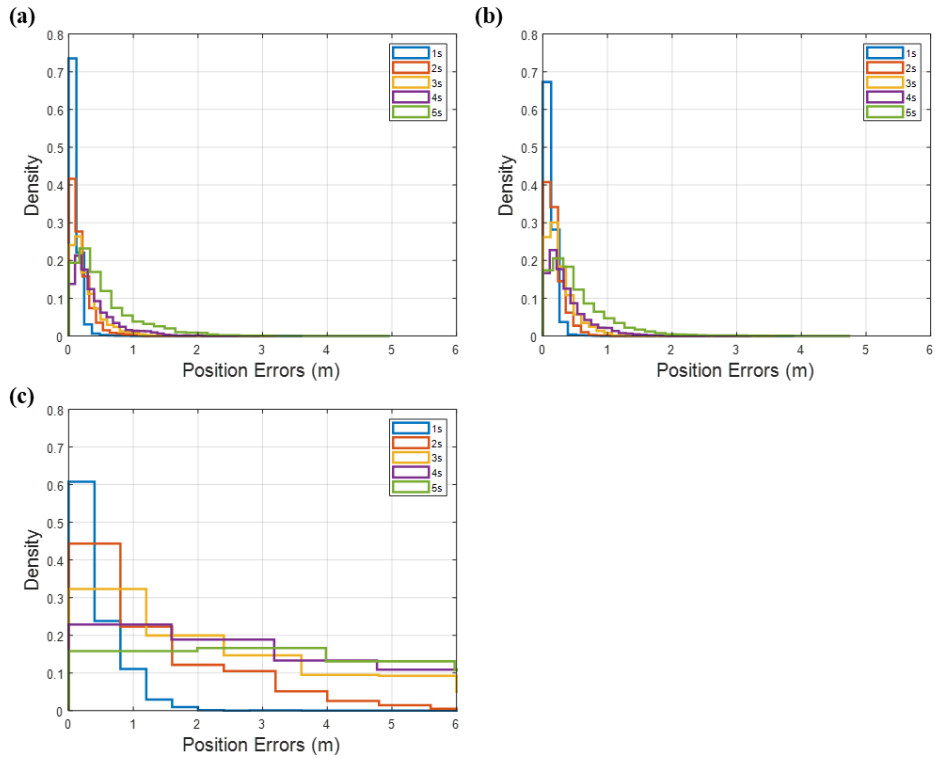 (a)
0.8
0.7
0.6
0.5
0.4
0.3
0.2
0.1
0
Density
0 1 2 3 4 5 6
Position Errors (m)
1s
2s
3s
4s
5s
(b)
0.8
0.7
0.6
0.5
0.4
0.3
0.2
0.1
0
Density
0 1 2 3 4 5 6
Position Errors (m)
1s
2s
3s
4s
5s
(c)
0.8
0.7
0.6
0.5
0.4
0.3
0.2
0.1
0
Density
0 1 2 3 4 5 6
Position Errors (m)
1s
2s
3s
4s
5s